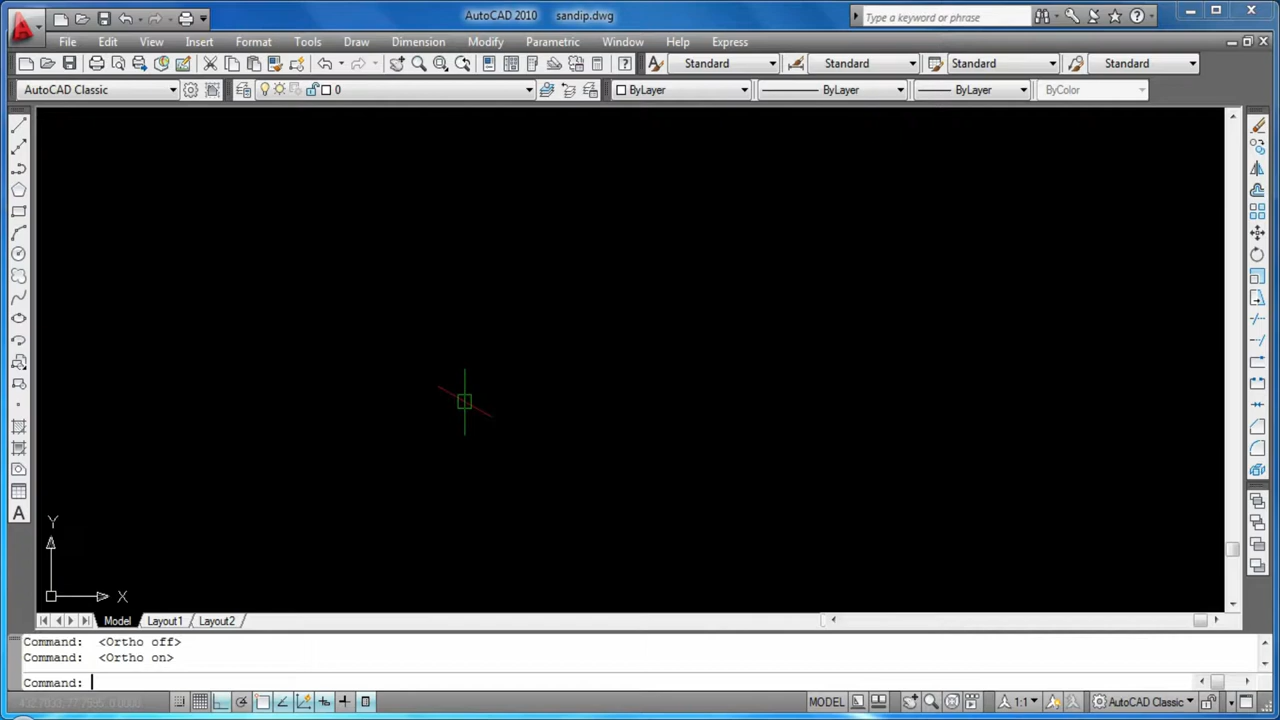 AutoCAD 2010 sandip.dwg
Type a keyword or phrase
File Edit View Insert Format Tools Draw Dimension Modify Parametric Window Help Express
Standard Standard Standard Standard
AutoCAD Classic 0 ByLayer ByLayer ByLayer ByColor
A
Y
X
Model Layout1 Layout2
Command: <Ortho off>
Command: <Ortho on>
Command:
MODEL 1:1 AutoCAD Classic